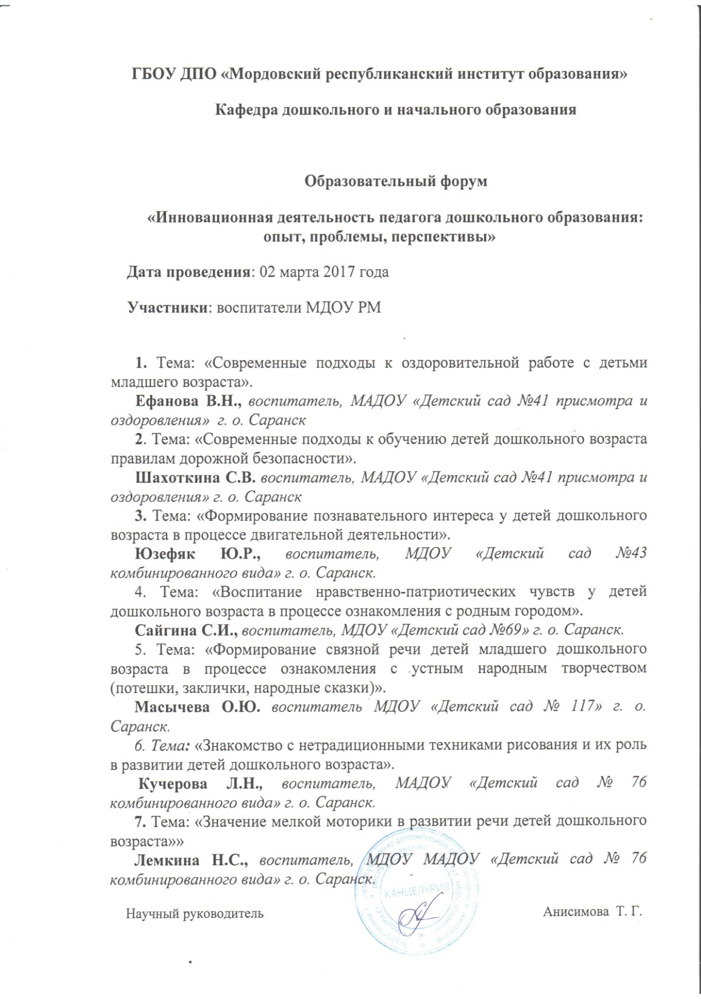 ГБОУ ДПО «Мордовский республиканский институт образования»
Кафедра дошкольного и начального образования
Образовательный форум
«Инновационная деятельность педагога дошкольного образования:
опыт, проблемы, перспективы»
Дата проведения: 02 марта 2017 года
Участники: воспитатели МДОУ РМ
1. Тема: «Современные подходы к оздоровительной работе с детьми
младшего возраста».
Ефанова В.Н., воспитатель, МАДОУ «Детский сад №41 присмотра и
оздоровления» г. о. Саранск
2. Тема: «Современные подходы к обучению детей дошкольного возраста
правилам дорожной безопасности».
Шахоткина С.В. воспитатель, МАДОУ «Детский сад №41 присмотра и
оздоровления» г. о. Саранск
3. Тема: «Формирование познавательного интереса у детей дошкольного
возраста в процессе двигательной деятельности».
Юзефяк Ю.Р., воспитатель, МДОУ «Детский сад №43
комбинированного вида» г. о. Саранск.
4. Тема: «Воспитание нравственно-патриотических чувств у детей
дошкольного возраста в процессе ознакомления с родным городом».
Сайгина С.И., воспитатель, МДОУ «Детский сад №69» г. о. Саранск.
5. Тема: «Формирование связной речи детей младшего дошкольного
возраста в процессе ознакомления с устным народным творчеством
(потешки, заклички, народные сказки)».
Масычева О.Ю. воспитатель МДОУ «Детский сад № 117» г. о.
Саранск.
6. Тема: «Знакомство с нетрадиционными техниками рисования и их роль
в развитии детей дошкольного возраста».
Кучерова Л.Н., воспитатель, МАДОУ «Детский сад № 76
комбинированного вида» г. о. Саранск.
7. Тема: «Значение мелкой моторики в развитии речи детей дошкольного
возраста»»
Лемкина Н.С., воспитатель, МДОУ МАДОУ «Детский сад № 76
комбинированного вида» г. о. Саранск.
КАНЦЕЛЯРИЯ
Научный руководитель Анисимова Т. Г.